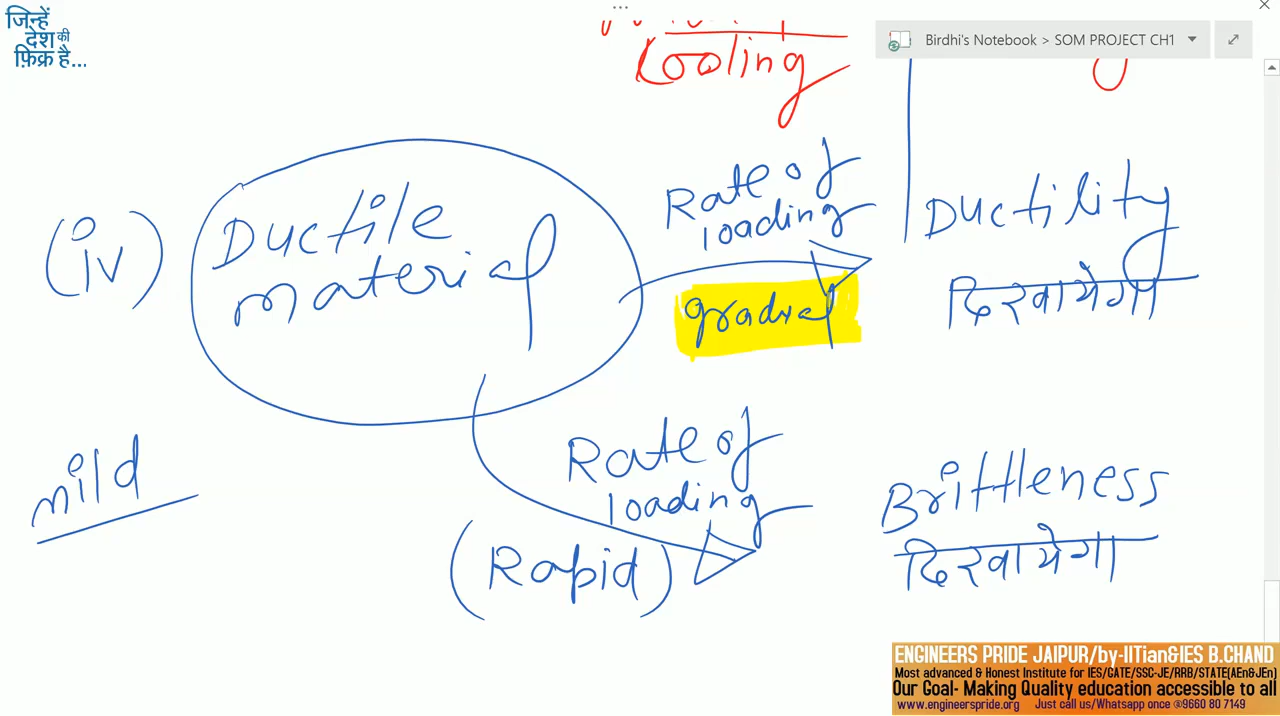 जिन्हें
देश की
फ़िक्र है...
Birdhi's Notebook > SOM PROJECT CH1
Cooling
(iv) Ductile material
Rate of loading
gradual
Ductility
दिखायेगा
mild
Rate of loading
(Rapid)
Brittleness
दिखायेगा
ENGINEERS PRIDE JAIPUR/by-IITian&IES B.CHAND
Most advanced & Honest Institute for IES/GATE/SSC-JE/RRB/STATE(AEn&JEn)
Our Goal- Making Quality education accessible to all
www.engineerspride.org Just call us/Whatsapp once @9660 80 7149